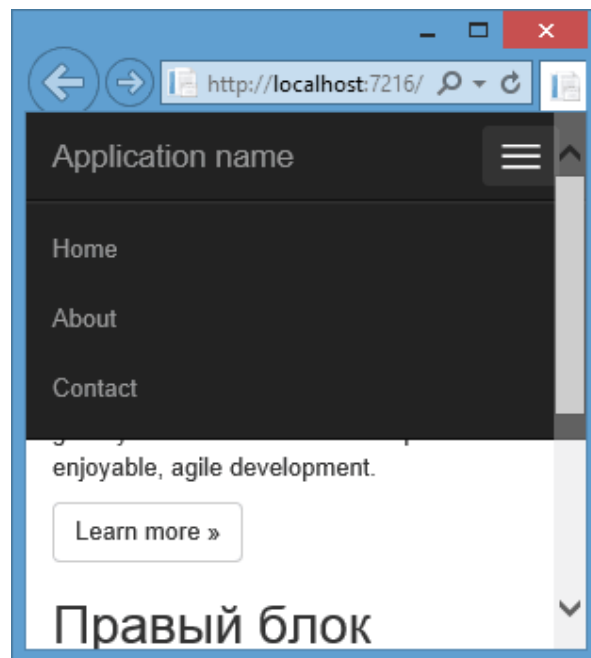 http://localhost:7216/
Application name
Home
About
Contact
enjoyable, agile development.
Learn more »
Правый блок